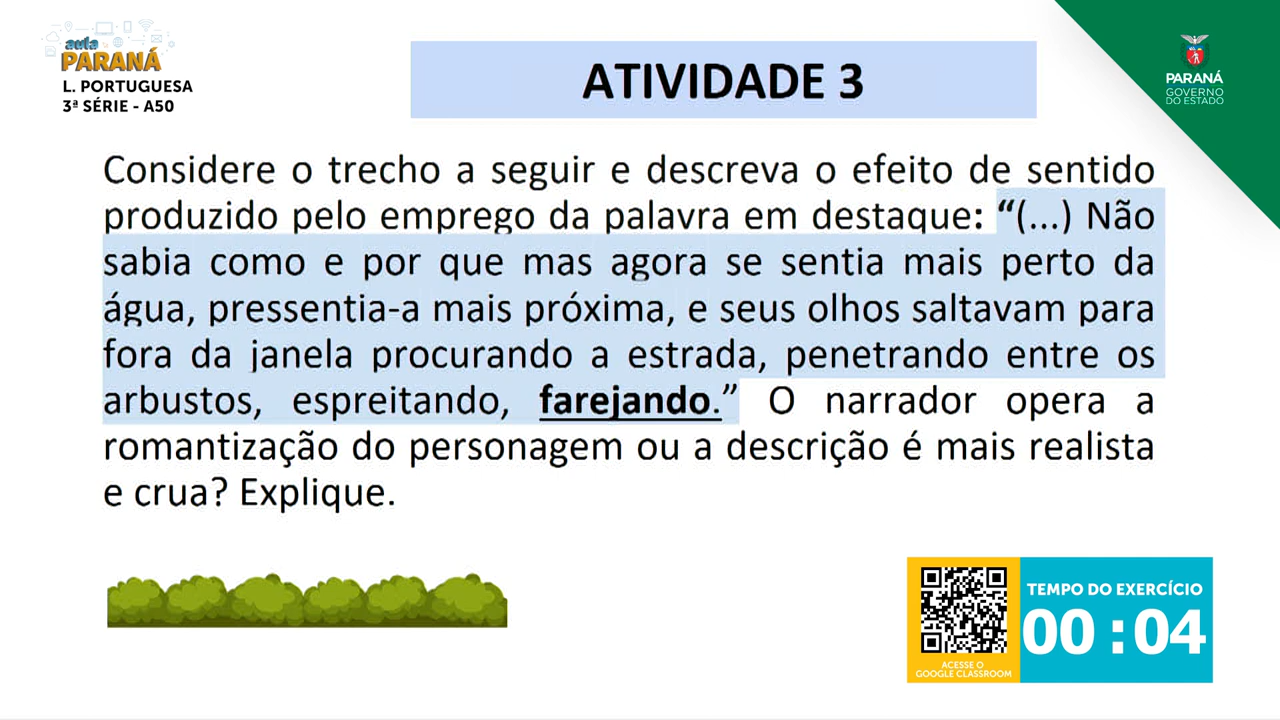 aula
PARANÁ
L. PORTUGUESA
3ª SÉRIE - A50
ATIVIDADE 3
PARANÁ
GOVERNO
DO ESTADO
Considere o trecho a seguir e descreva o efeito de sentido
produzido pelo emprego da palavra em destaque: “(...) Não
sabia como e por que mas agora se sentia mais perto da
água, pressentia-a mais próxima, e seus olhos saltavam para
fora da janela procurando a estrada, penetrando entre os
arbustos, espreitando, farejando.” O narrador opera a
romantização do personagem ou a descrição é mais realista
e crua? Explique.
ACESSE O
GOOGLE CLASSROOM
TEMPO DO EXERCÍCIO
00 : 04